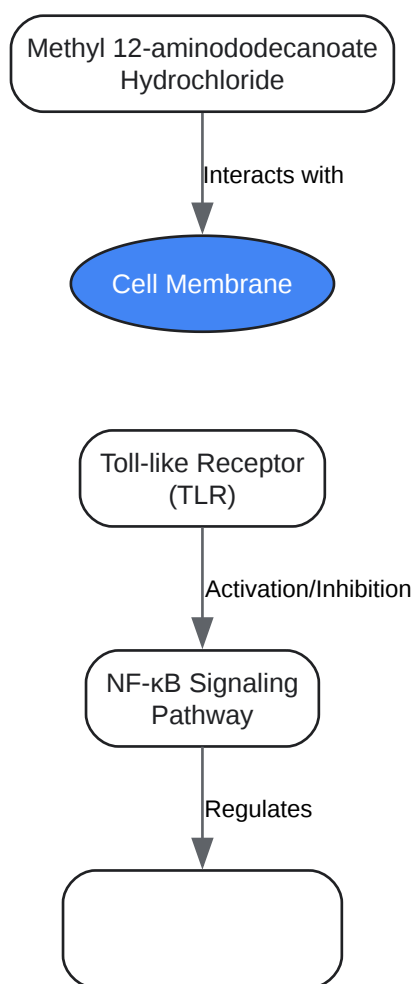 Methyl 12-aminododecanoate
Hydrochloride
Interacts with
Cell Membrane
Toll-like Receptor
(TLR)
Activation/Inhibition
NF-κB Signaling
Pathway
Regulates